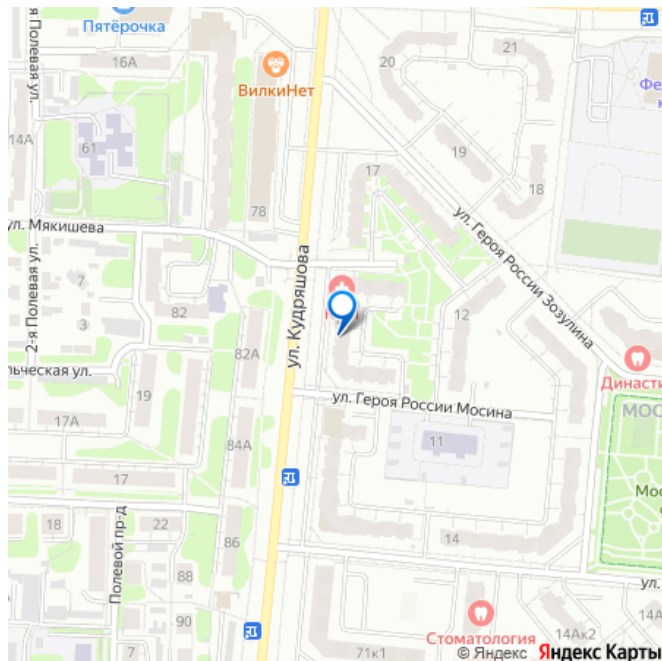 Пятёрочка
16А
ВилкиНет
я Полевая ул.
14А
61
78
20
21
19
18
17
ул. Мякишева
2-я Полевая ул.
7
3
82
82А
ул. Кудряшова
ул. Героя России Зозулина
12
Династи
льческая ул.
19
17А
84А
17
ул. Героя России Мосина
11
МОС
Мос
18
22
Полевой пр-д
88
86
90
7
14
ул.
14А
Стоматология
14Ак2
71к1
© Яндекс Яндекс Карты